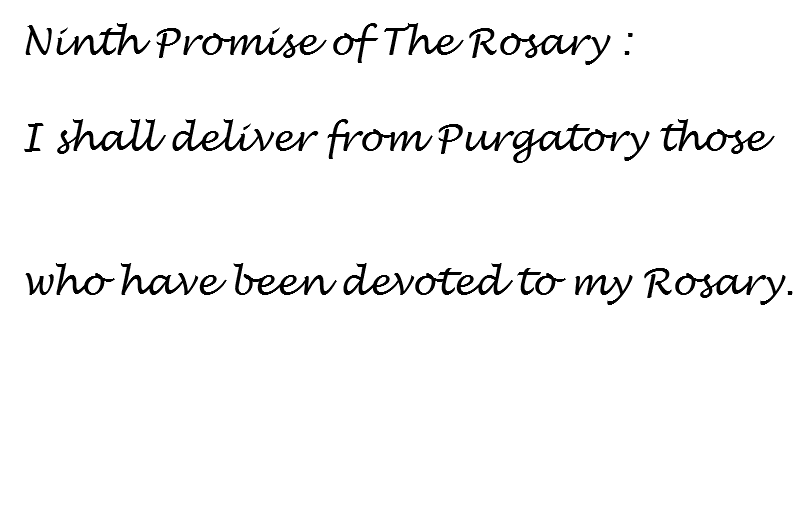 Ninth Promise of The Rosary :
I shall deliver from Purgatory those
who have been devoted to my Rosary.